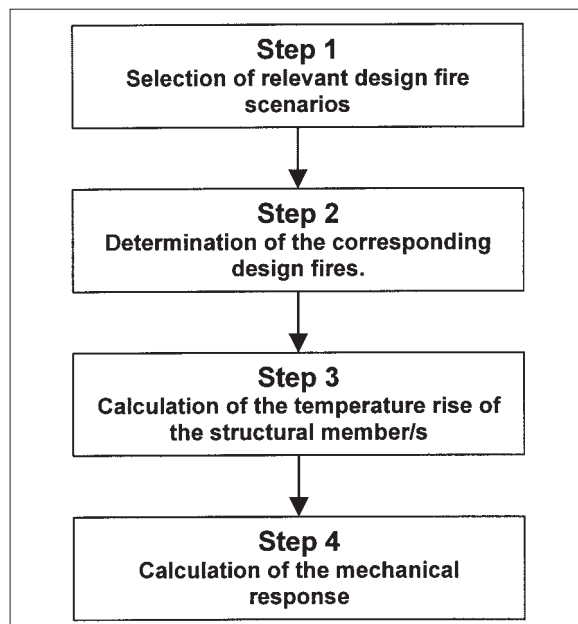 Step 1
Selection of relevant design fire
scenarios
Step 2
Determination of the corresponding
design fires.
Step 3
Calculation of the temperature rise of
the structural member/s
Step 4
Calculation of the mechanical
response